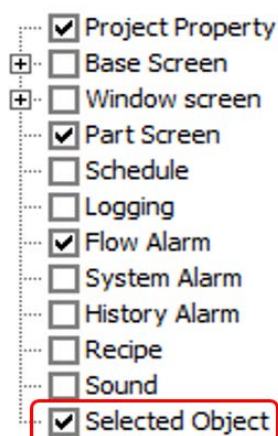 Project Property
Base Screen
Window screen
Part Screen
Schedule
Logging
Flow Alarm
System Alarm
History Alarm
Recipe
Sound
Selected Object